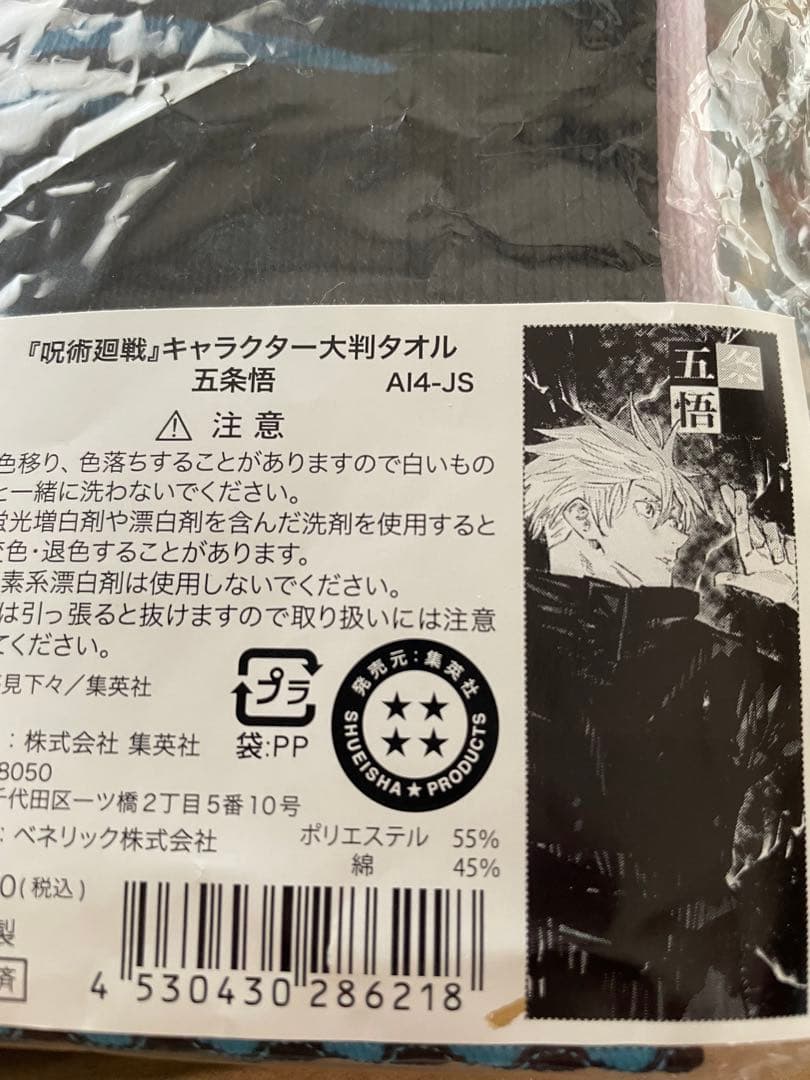 『呪術廻戦』キャラクター大判タオル
五条悟 AI4-JS
⚠ 注意
色移り、色落ちすることがありますので白いもの
と一緒に洗わないでください。
蛍光増白剤や漂白剤を含んだ洗剤を使用すると
変色・退色することがあります。
素系漂白剤は使用しないでください。
は引っ張ると抜けますので取り扱いには注意
てください。
見下々／集英社
プラ
袋:PP
発売元:集英社
SHUEISHA★PRODUCTS
：株式会社 集英社
8050
千代田区一ツ橋2丁目5番10号
：ベネリック株式会社
ポリエステル 55%
綿 45%
0(税込)
製
済
4 530430 286218
五条
悟